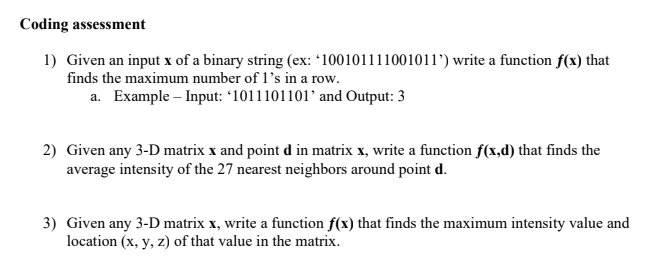 Coding assessment
1) Given an input x of a binary string (ex: ‘100101111001011’) write a function f(x) that
finds the maximum number of 1’s in a row.
a. Example – Input: ‘1011101101’ and Output: 3
2) Given any 3-D matrix x and point d in matrix x, write a function f(x,d) that finds the
average intensity of the 27 nearest neighbors around point d.
3) Given any 3-D matrix x, write a function f(x) that finds the maximum intensity value and
location (x, y, z) of that value in the matrix.